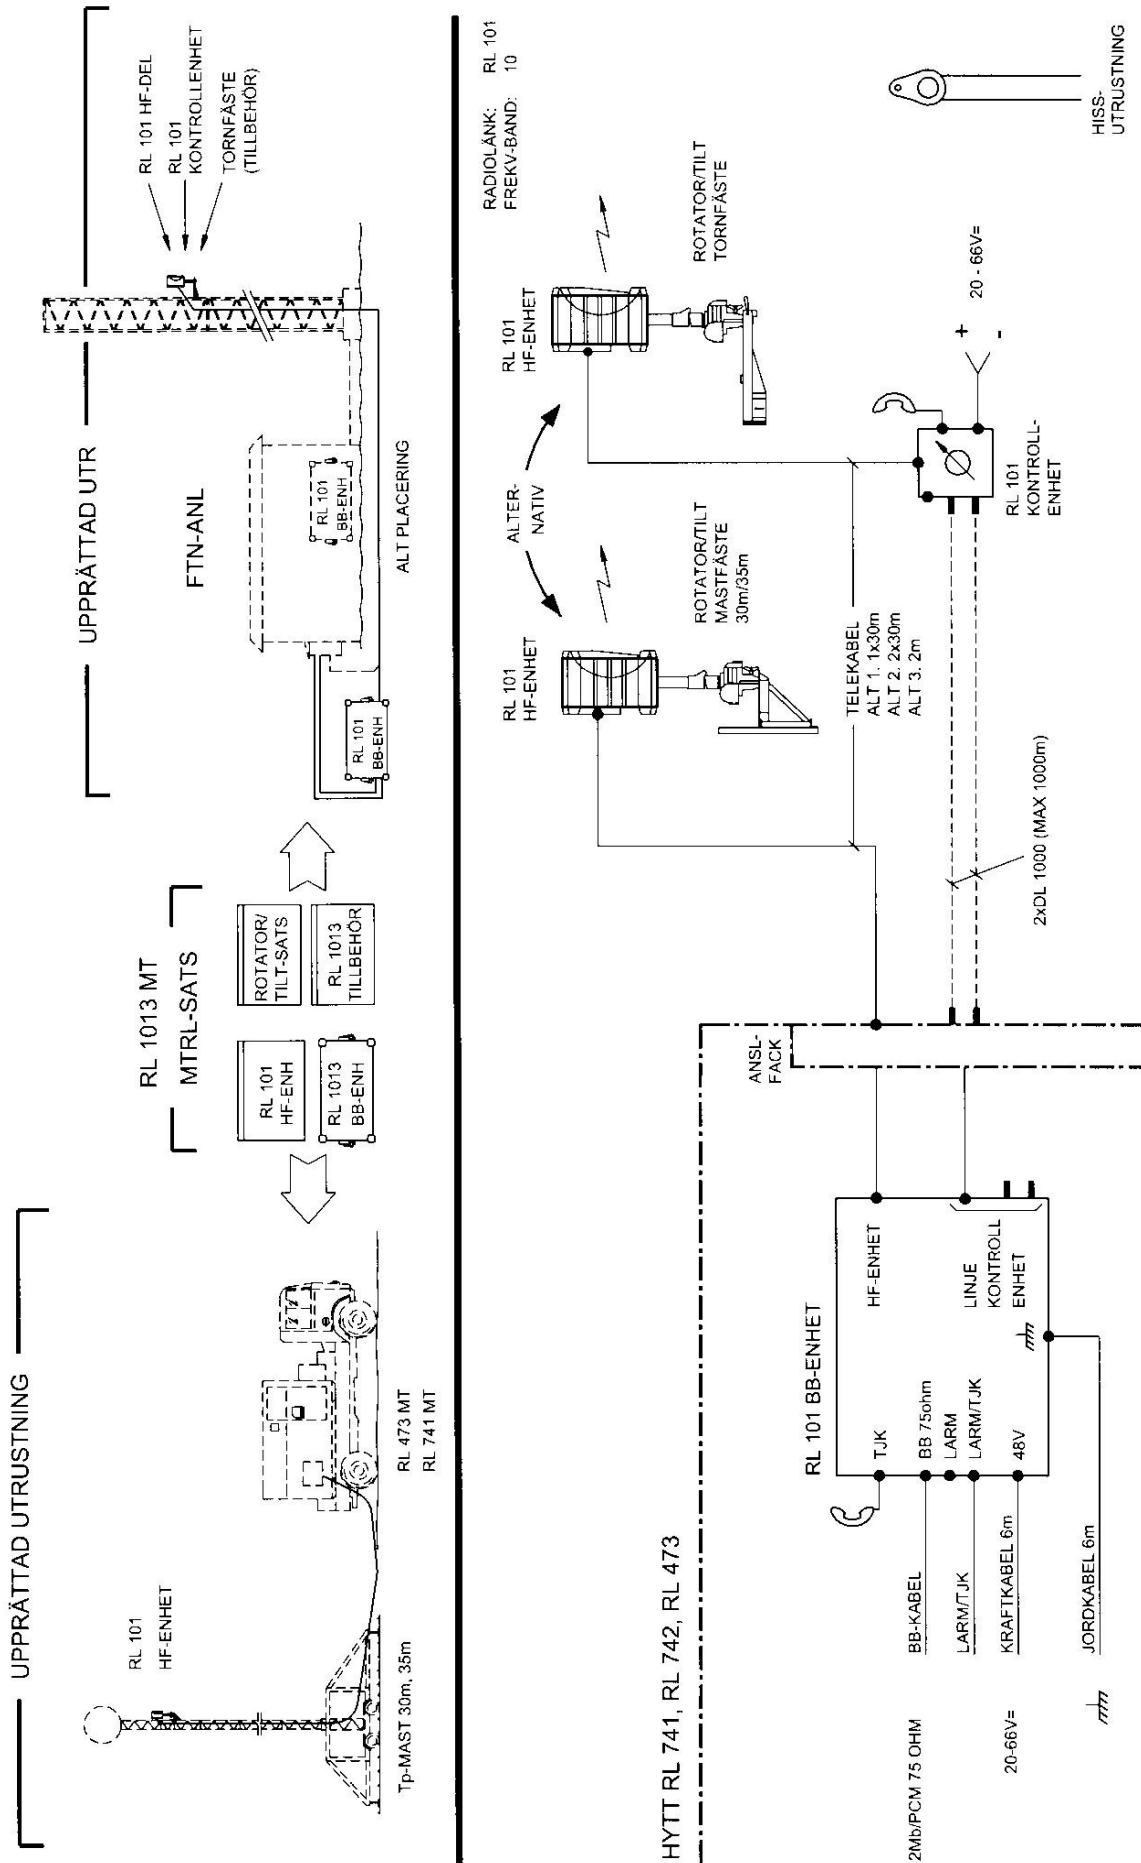 UPPRÄTTAD UTRUSTNING
RL 101
HF-ENHET
Tp-MAST 30m, 35m
RL 473 MT
RL 741 MT
RL 1013 MT
MTRL-SATS
RL 101
HF-ENH
ROTATOR/
TILT-SATS
RL 1013
BB-ENH
RL 1013
TILLBEHÖR
UPPRÄTTAD UTR
FTN-ANL
RL 101
BB-ENH
RL 101
BB-ENH
ALT PLACERING
RL 101 HF-DEL
RL 101
KONTROLLENHET
TORNFÄSTE
(TILLBEHÖR)
RADIOLÄNK: RL 101
FREKV-BAND: 10
RL 101
HF-ENHET
ALTER-
NATIV
RL 101
HF-ENHET
ROTATOR/TILT
MASTFÄSTE
30m/35m
ROTATOR/TILT
TORNFÄSTE
TELEKABEL
ALT 1. 1x30m
ALT 2. 2x30m
ALT 3. 2m
HISS-
UTRUSTNING
20 - 66V=
+
-
RL 101
KONTROLL-
ENHET
2xDL 1000 (MAX 1000m)
HYTT RL 741, RL 742, RL 473
ANSL-
FACK
RL 101 BB-ENHET
TJK
HF-ENHET
BB 75ohm
LARM
LARM/TJK
48V
LINJE
KONTROLL
ENHET
2Mb/PCM 75 OHM
BB-KABEL
LARM/TJK
20-66V=
KRAFTKABEL 6m
JORDKABEL 6m